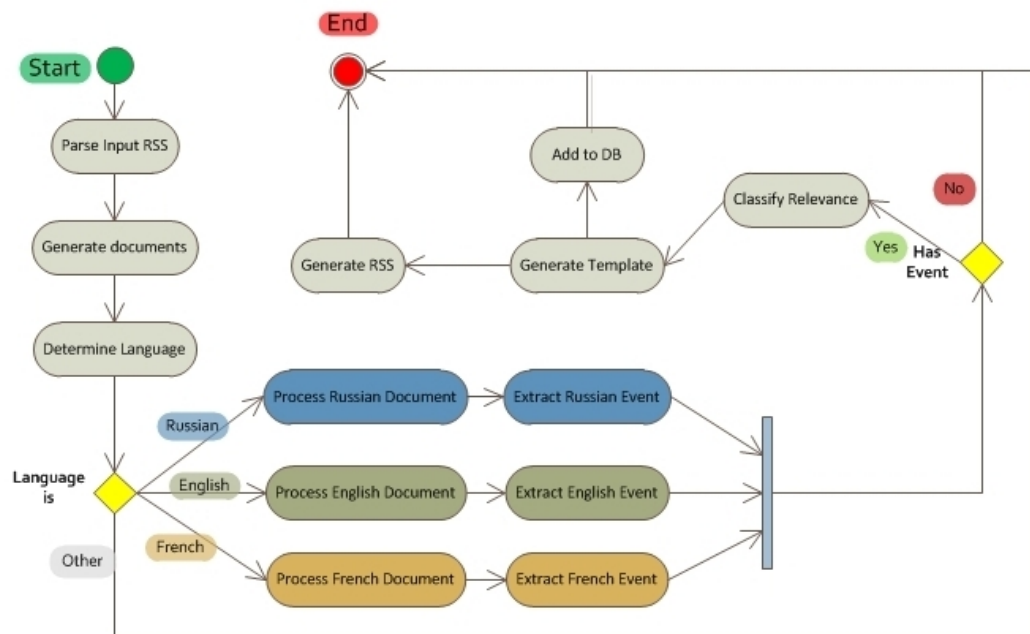 End
Start
Parse Input RSS
Add to DB
Classify Relevance
No
Generate documents
Yes
Has
Event
Generate RSS
Generate Template
Determine Language
Process Russian Document
Extract Russian Event
Russian
Language
is
English
Process English Document
Extract English Event
French
Other
Process French Document
Extract French Event